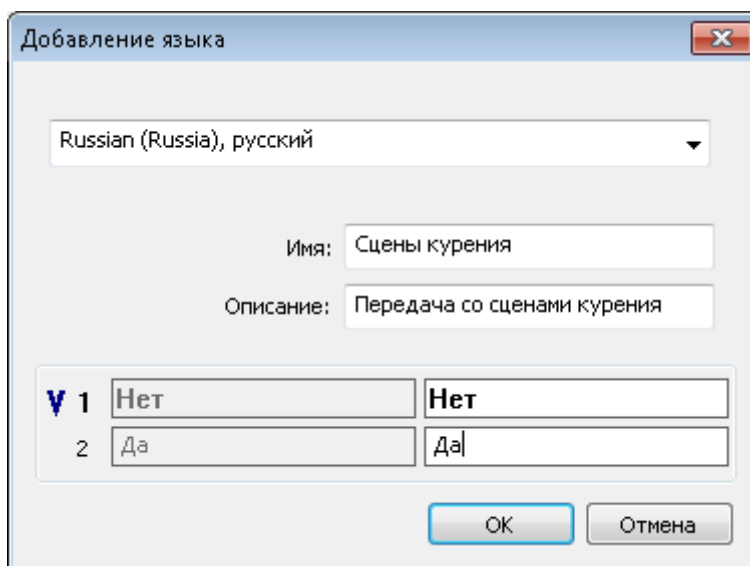 Добавление языка
Russian (Russia), русский
Имя: Сцены курения
Описание: Передача со сценами курения
1 Нет Нет
2 Да Да
OK Отмена